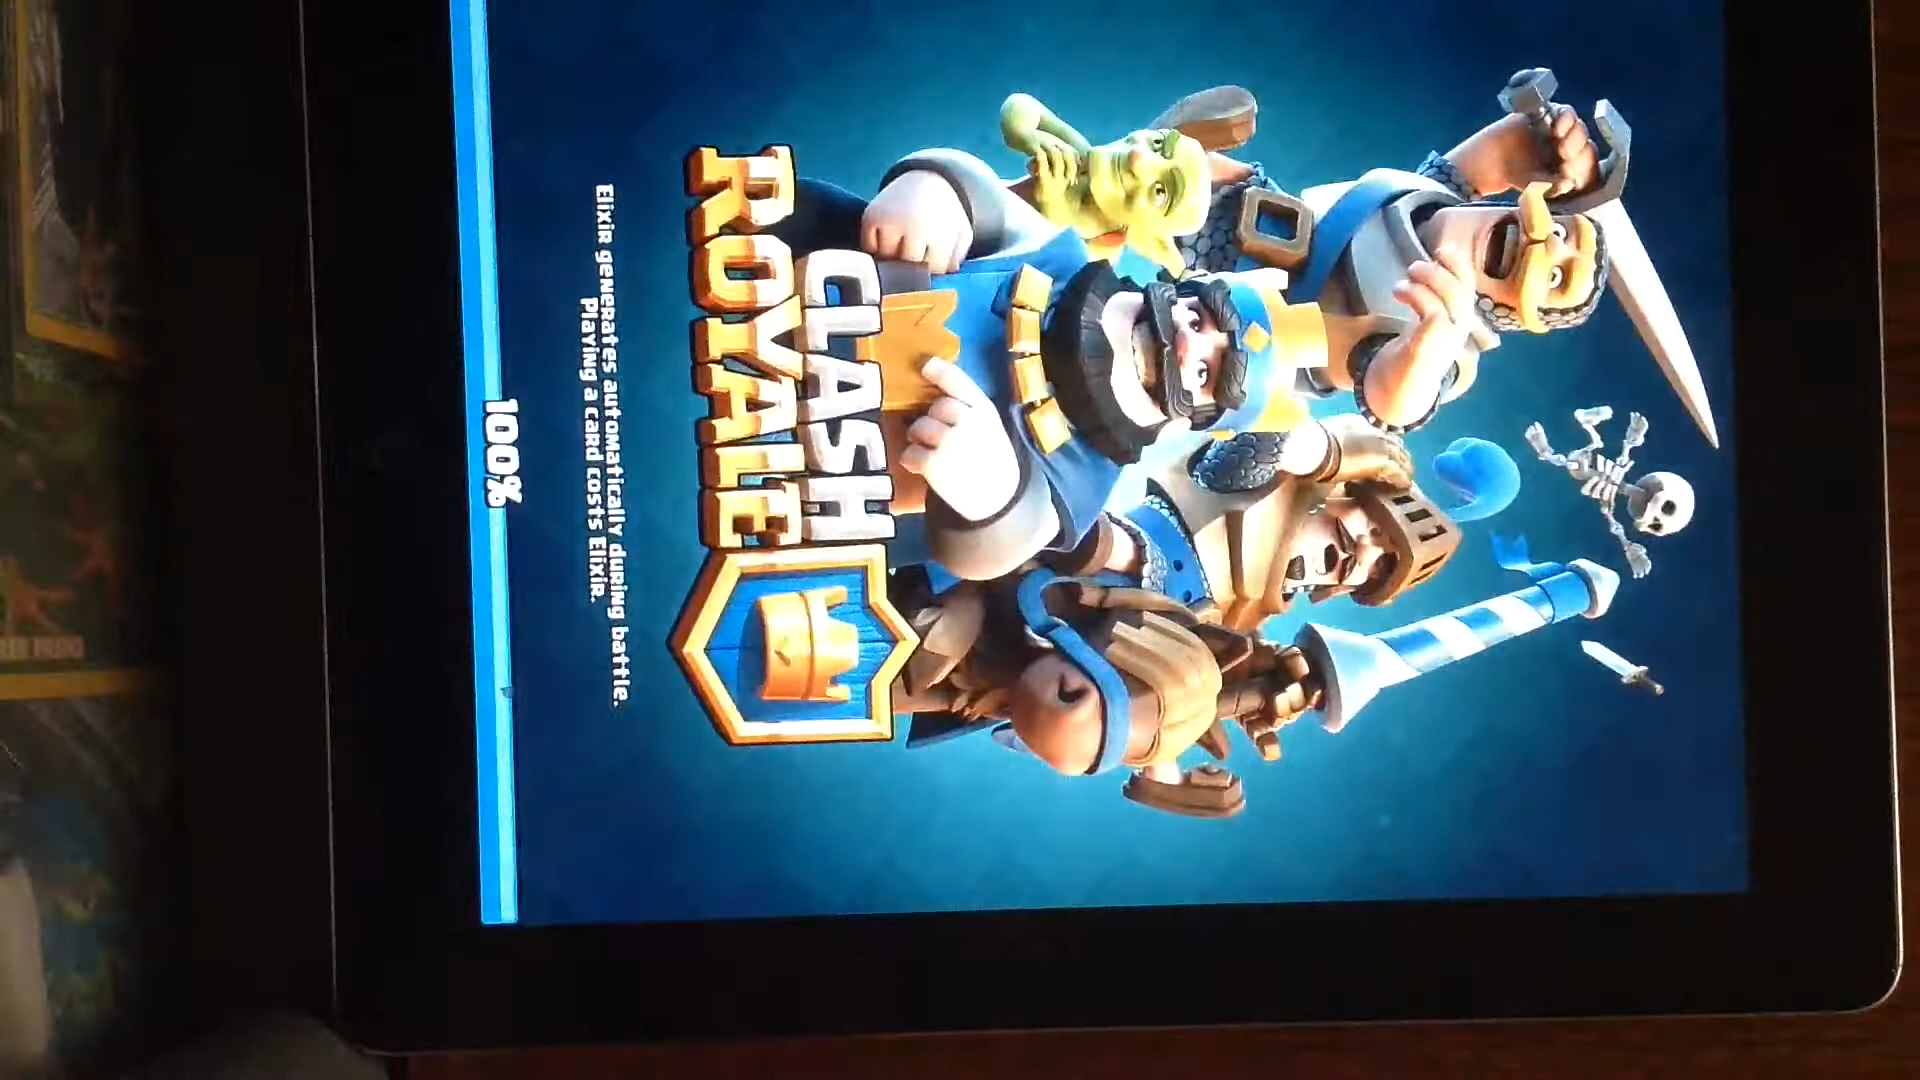 CLASH
ROYALE
Elixir generates automatically during battle.
Playing a card costs Elixir.
100%